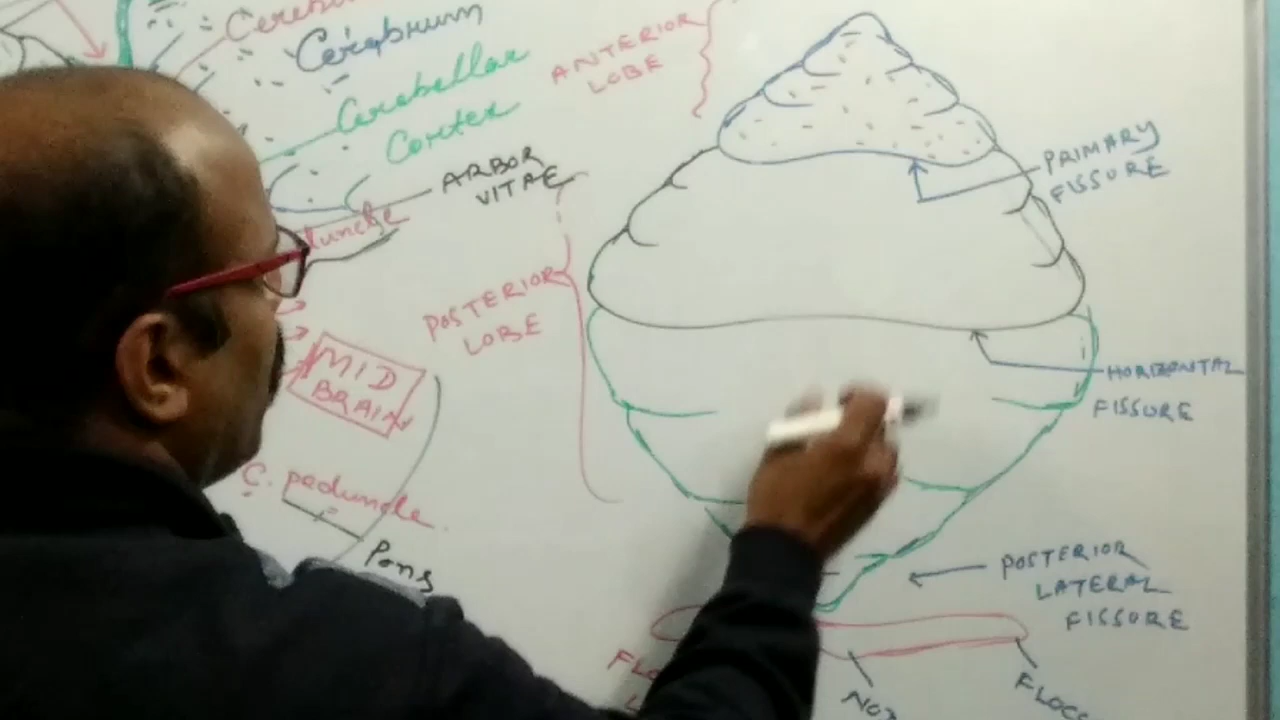 Cerebrum
Cerebellar
Cortex
ARBOR
VITAE
ANTERIOR
LOBE
PRIMARY
FISSURE
POSTERIOR
LOBE
MID
BRAIN
HORIZONTAL
FISSURE
C. peduncle
Pons
POSTERIOR
LATERAL
FISSURE